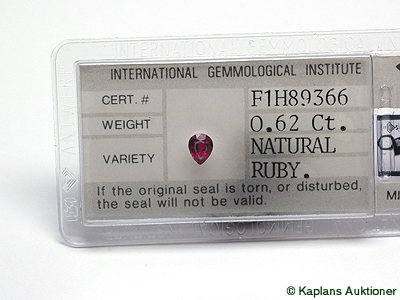 INTERNATIONAL GEMMOLOGICAL INSTITUTE
CERT. # F1H89366
WEIGHT 0.62 Ct.
VARIETY NATURAL
RUBY.
If the original seal is torn, or disturbed,
the seal will not be valid.
© Kaplans Auktioner